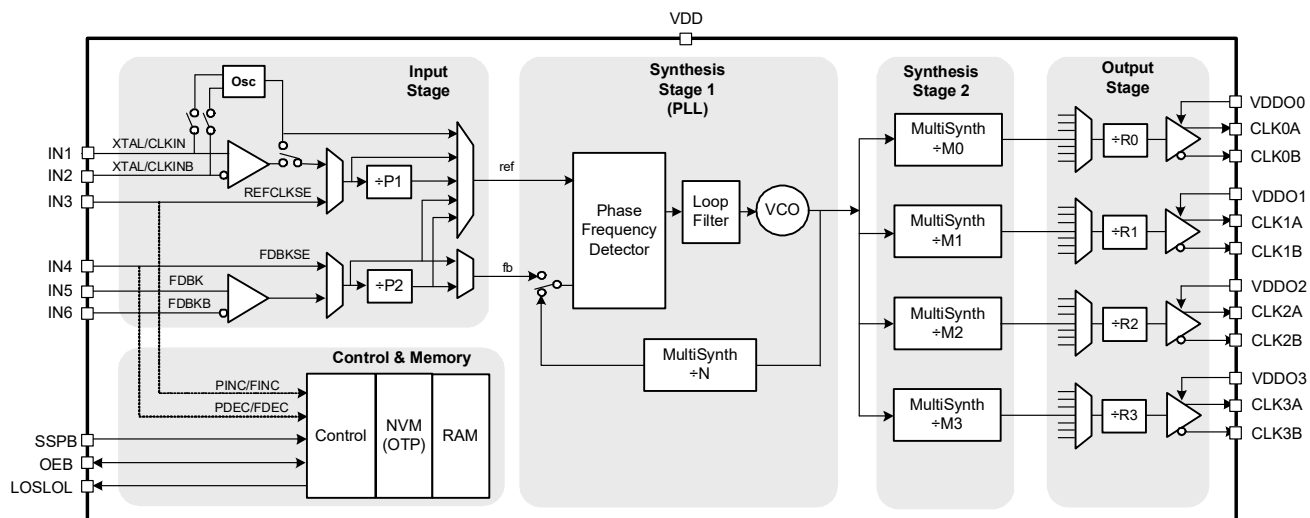 VDD
Input
Stage
Osc
XTAL/CLKIN
XTAL/CLKINB
REFCLKSE
÷P1
FDBKSE
FDBK
FDBKB
÷P2
IN1
IN2
IN3
IN4
IN5
IN6
ref
fb
Synthesis
Stage 1
(PLL)
Phase
Frequency
Detector
Loop
Filter
VCO
MultiSynth
÷N
Synthesis
Stage 2
MultiSynth
÷M0
MultiSynth
÷M1
MultiSynth
÷M2
MultiSynth
÷M3
Output
Stage
÷R0
÷R1
÷R2
÷R3
VDDO0
CLK0A
CLK0B
VDDO1
CLK1A
CLK1B
VDDO2
CLK2A
CLK2B
VDDO3
CLK3A
CLK3B
Control & Memory
PINC/FINC
PDEC/FDEC
Control
NVM
(OTP)
RAM
SSPB
OEB
LOSLOL